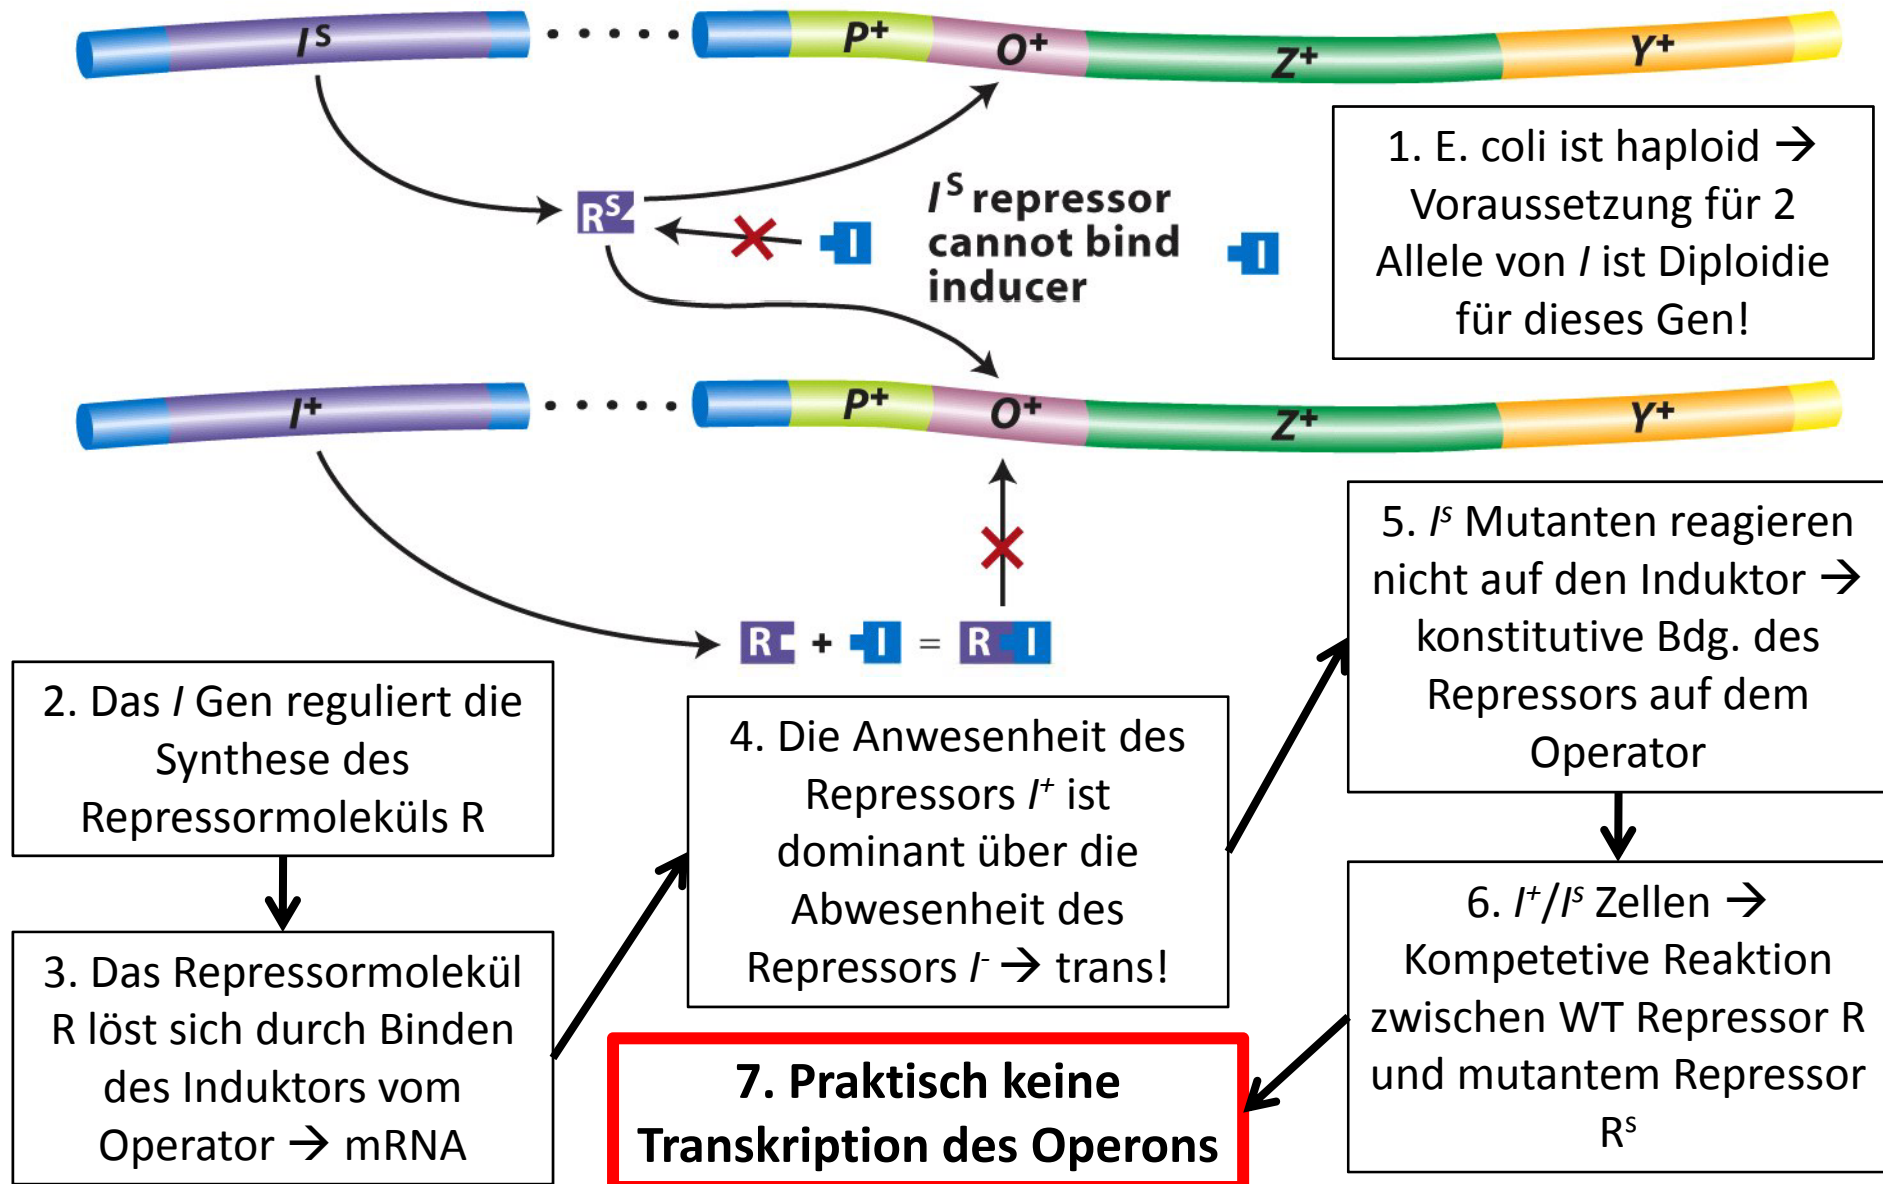 I^S
P⁺
O⁺
Z⁺
Y⁺
R^S
I
I^S repressor
cannot bind
inducer
I
1. E. coli ist haploid →
Voraussetzung für 2
Allele von I ist Diploidie
für dieses Gen!
I⁺
P⁺
O⁺
Z⁺
Y⁺
R + I = R I
2. Das I Gen reguliert die
Synthese des
Repressormoleküls R
3. Das Repressormolekül
R löst sich durch Binden
des Induktors vom
Operator → mRNA
4. Die Anwesenheit des
Repressors I⁺ ist
dominant über die
Abwesenheit des
Repressors I⁻ → trans!
5. Iˢ Mutanten reagieren
nicht auf den Induktor →
konstitutive Bdg. des
Repressors auf dem
Operator
6. I⁺/Iˢ Zellen →
Kompetetive Reaktion
zwischen WT Repressor R
und mutantem Repressor
Rˢ
7. Praktisch keine
Transkription des Operons